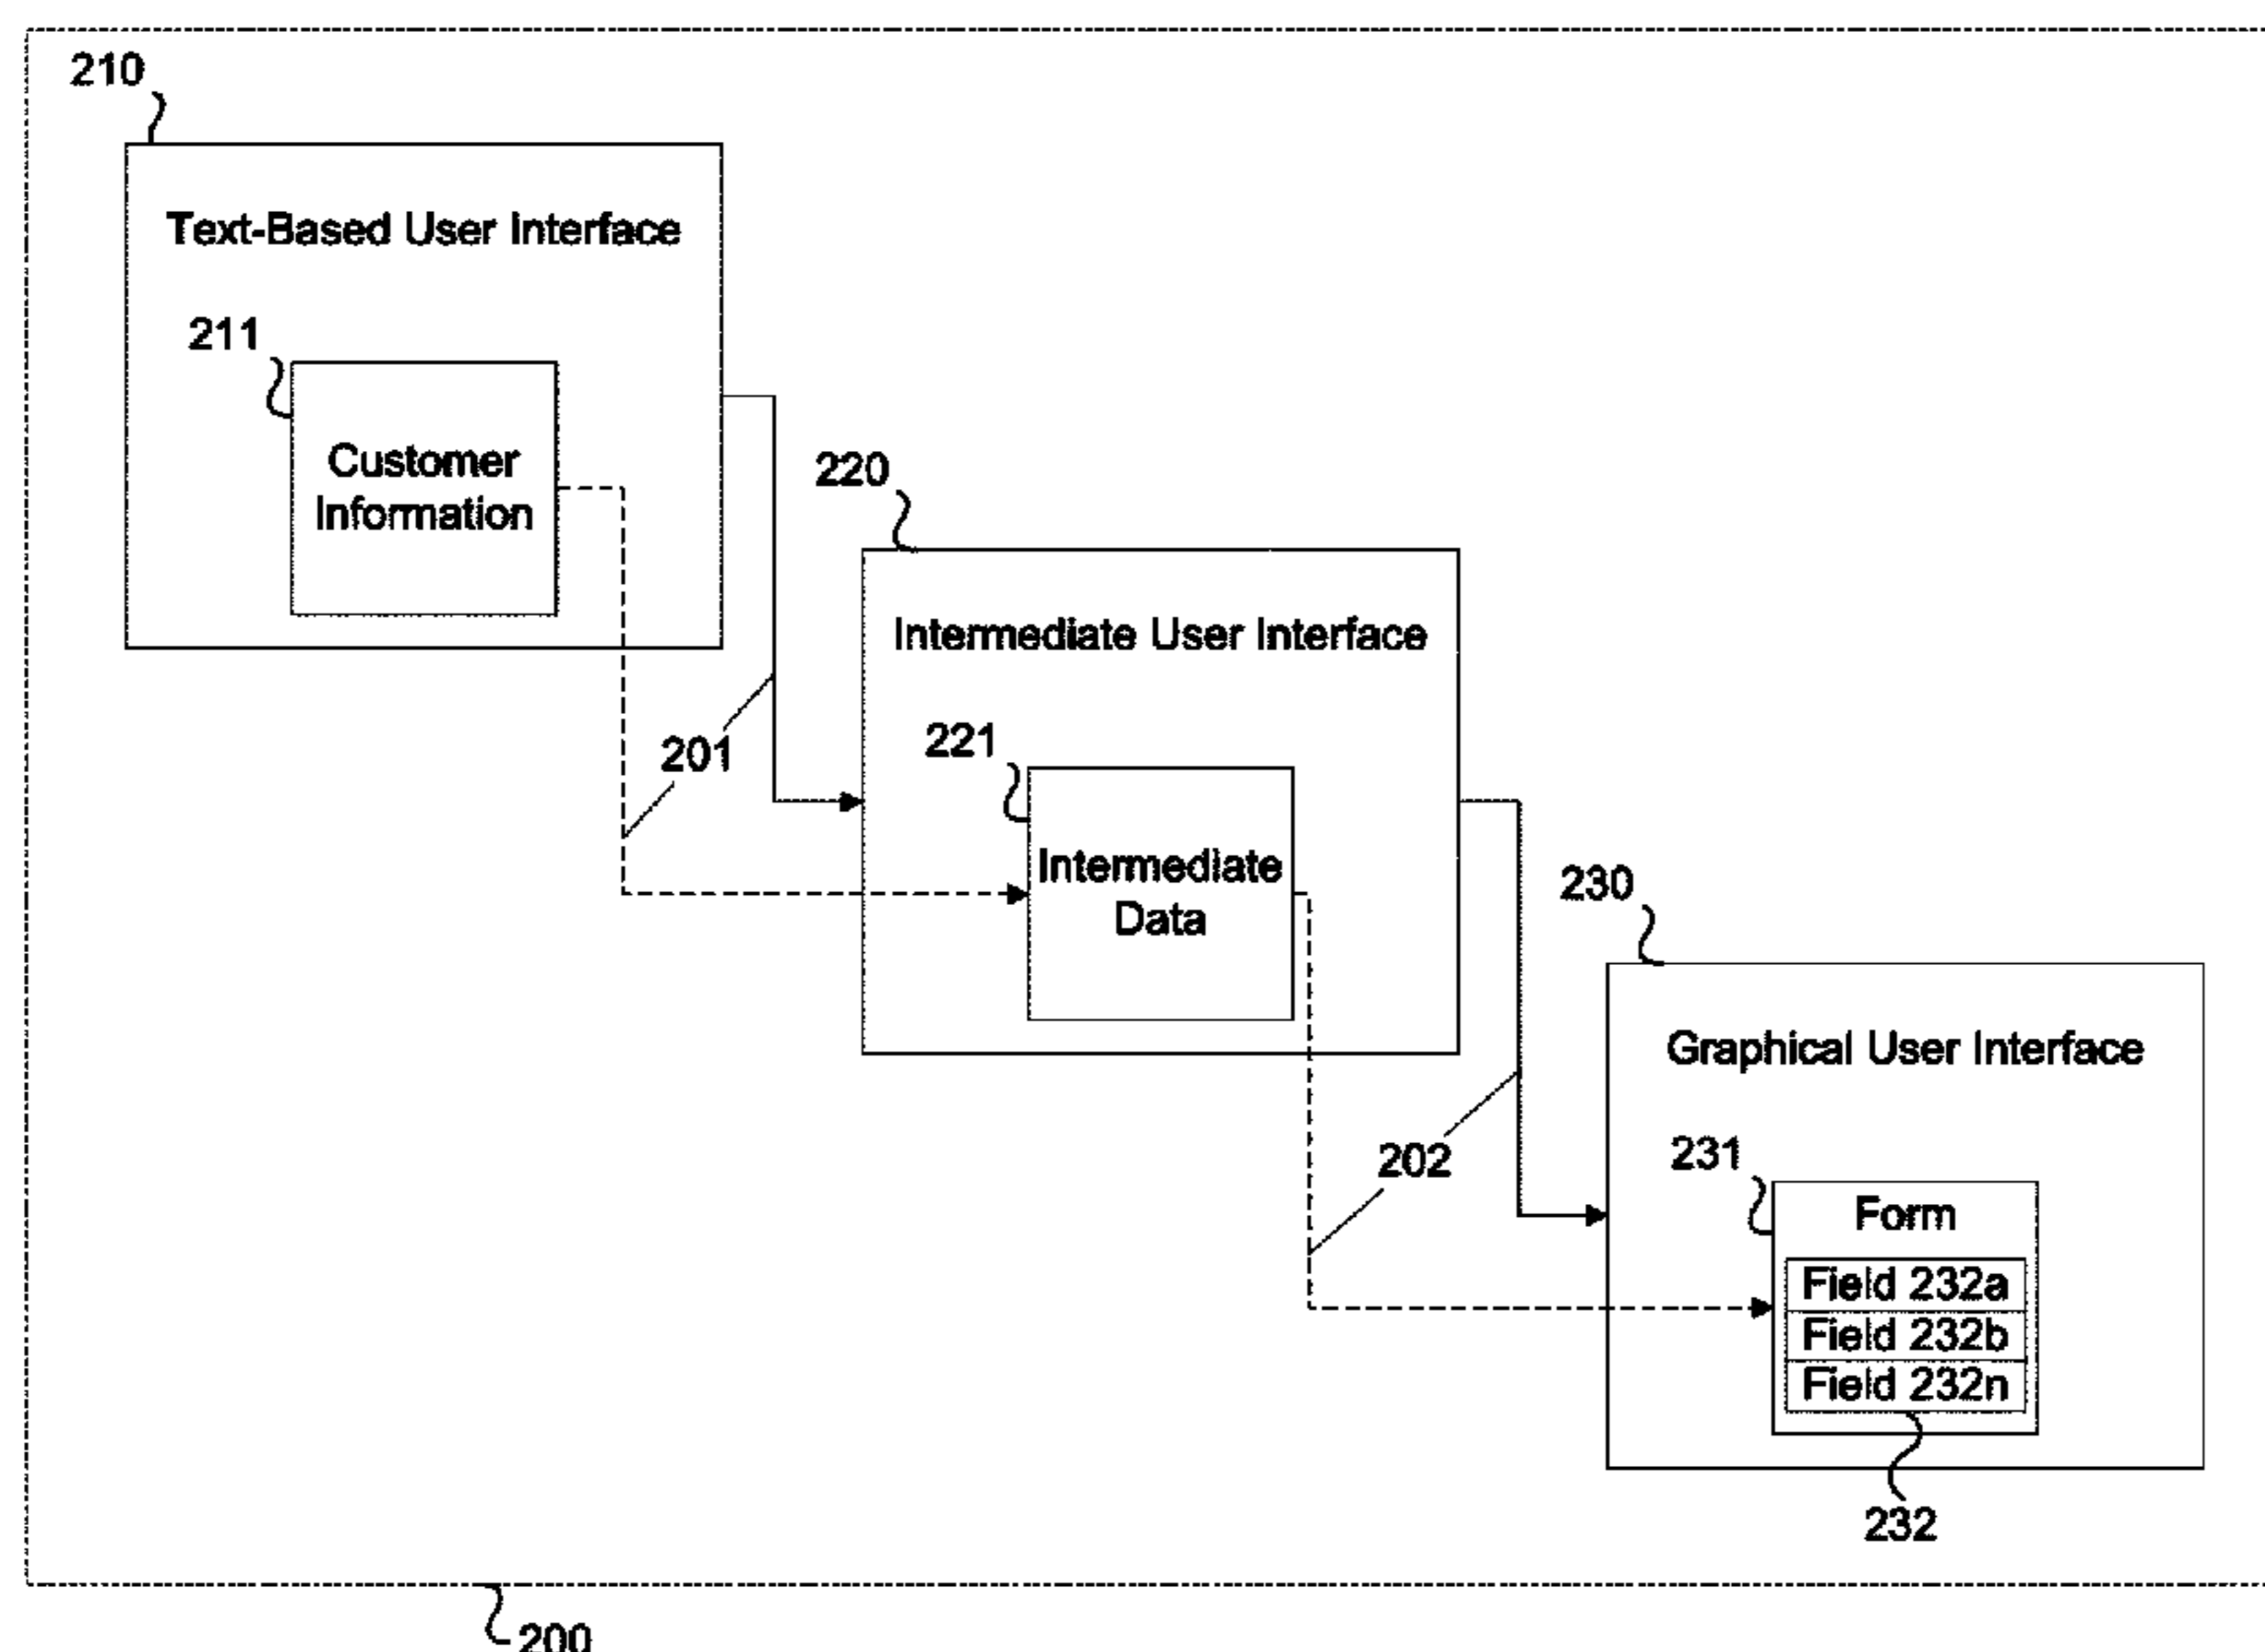 210
Text-Based User Interface
211
Customer
Information
220
Intermediate User Interface
201
221
Intermediate
Data
230
Graphical User Interface
202
231
Form
Field 232a
Field 232b
Field 232n
232
200